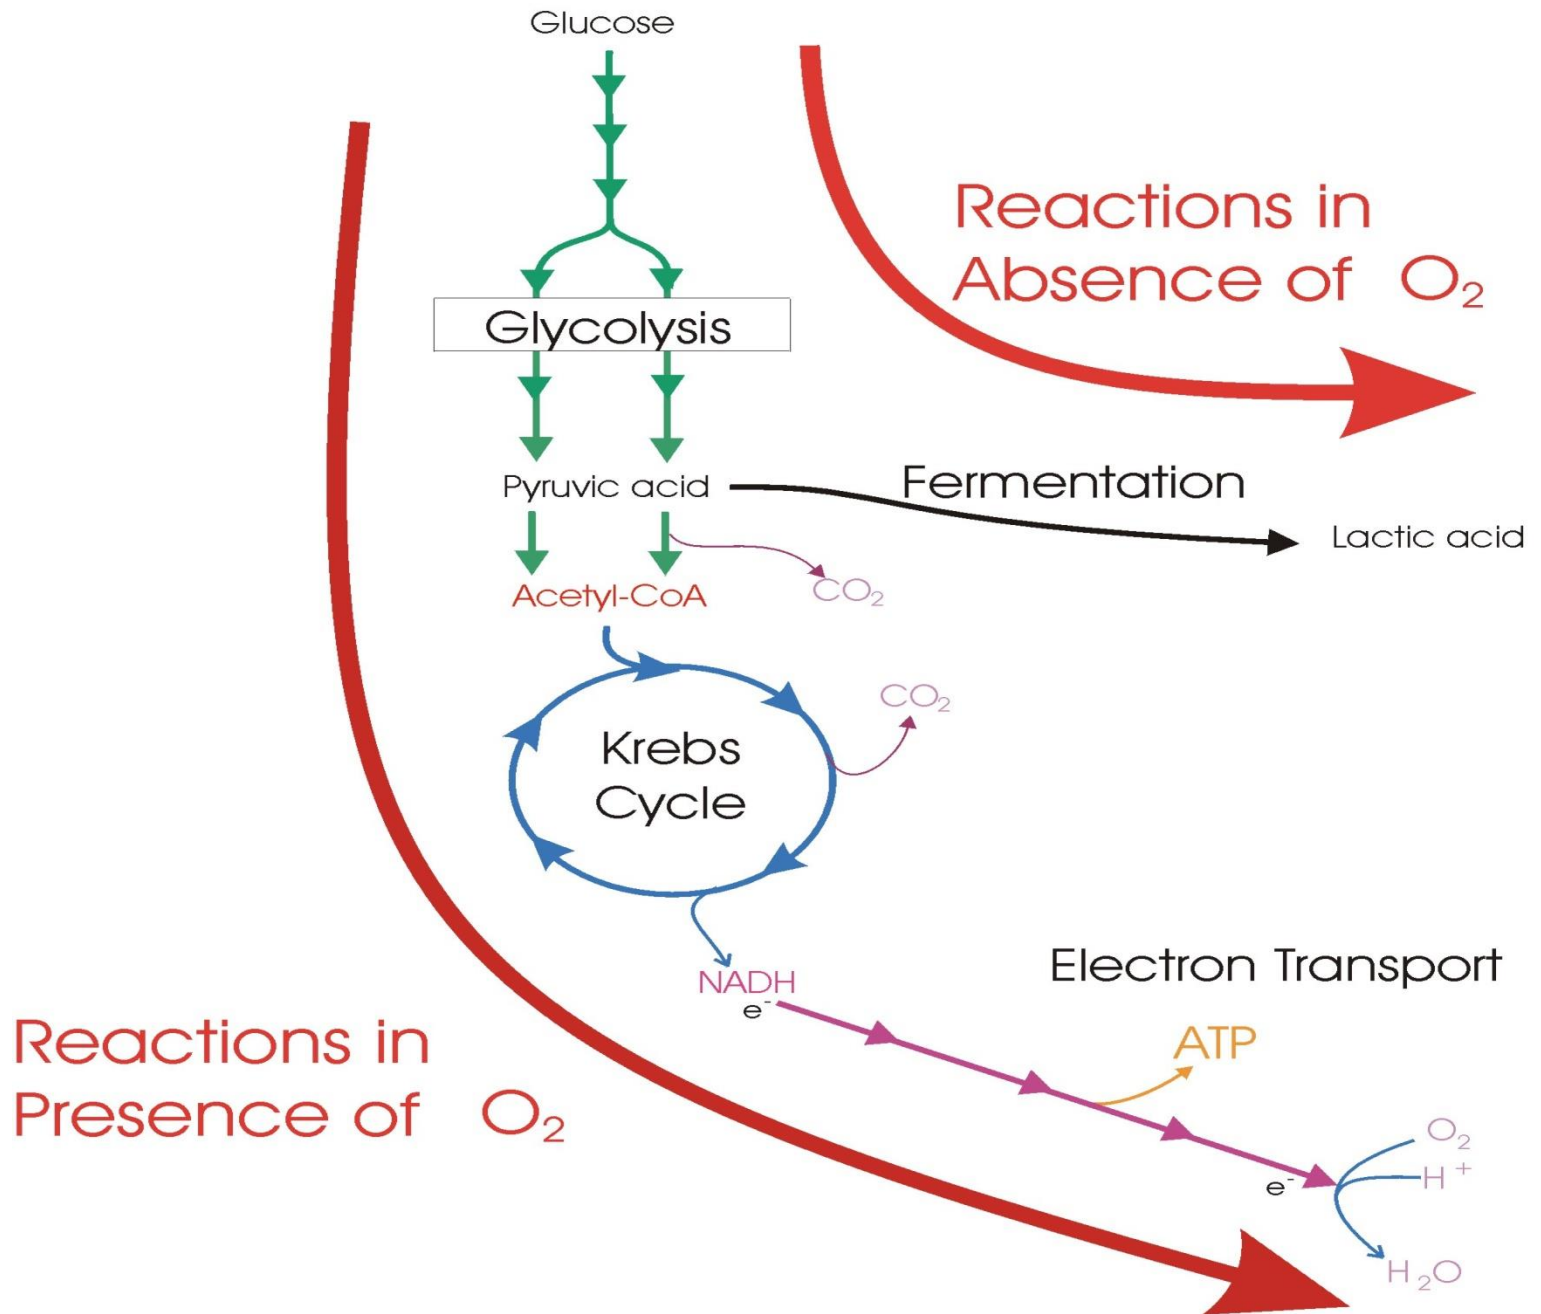 Glucose
Reactions in
Absence of O₂
Glycolysis
Pyruvic acid
Fermentation
Lactic acid
Acetyl-CoA
CO₂
CO₂
Krebs
Cycle
NADH
e⁻
Electron Transport
ATP
Reactions in
Presence of O₂
O₂
H⁺
e⁻
H₂O